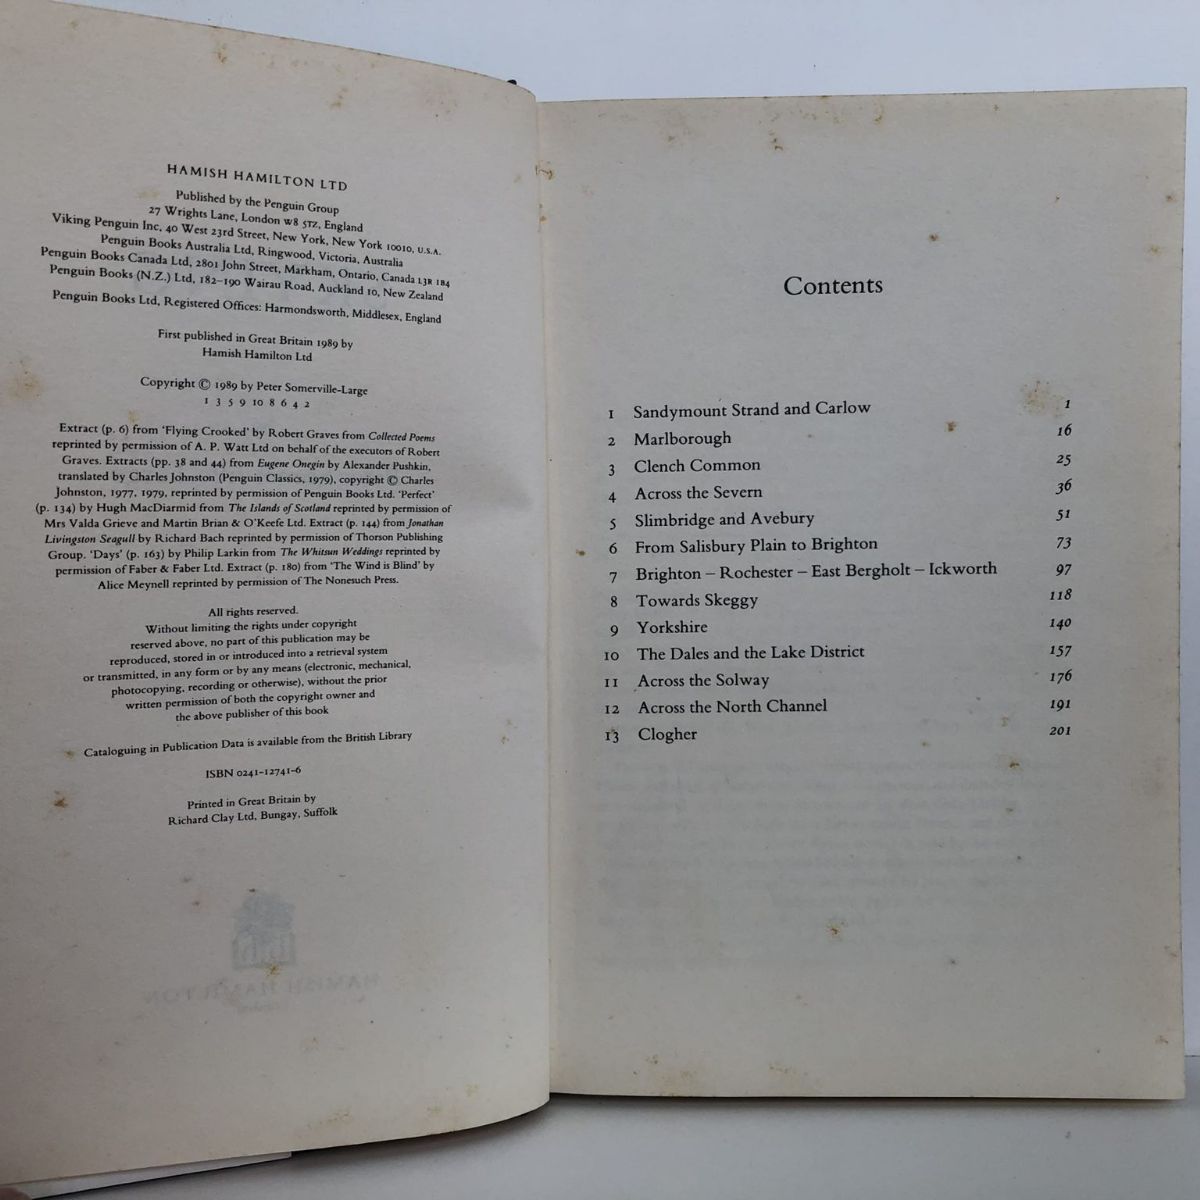 HAMISH HAMILTON LTD
Published by the Penguin Group
27 Wrights Lane, London W8 5TZ, England
Viking Penguin Inc, 40 West 23rd Street, New York, New York 10010, U.S.A.
Penguin Books Australia Ltd, Ringwood, Victoria, Australia
Penguin Books Canada Ltd, 2801 John Street, Markham, Ontario, Canada L3R 1B4
Penguin Books (N.Z.) Ltd, 182–190 Wairau Road, Auckland 10, New Zealand
Penguin Books Ltd, Registered Offices: Harmondsworth, Middlesex, England
First published in Great Britain 1989 by
Hamish Hamilton Ltd
Copyright © 1989 by Peter Somerville-Large
1 3 5 9 10 8 6 4 2
Extract (p. 6) from 'Flying Crooked' by Robert Graves from Collected Poems
reprinted by permission of A. P. Watt Ltd on behalf of the executors of Robert
Graves. Extracts (pp. 38 and 44) from Eugene Onegin by Alexander Pushkin,
translated by Charles Johnston (Penguin Classics, 1979), copyright © Charles
Johnston, 1977, 1979, reprinted by permission of Penguin Books Ltd. 'Perfect'
(p. 134) by Hugh MacDiarmid from The Islands of Scotland reprinted by permission of
Mrs Valda Grieve and Martin Brian & O'Keefe Ltd. Extract (p. 144) from Jonathan
Livingston Seagull by Richard Bach reprinted by permission of Thorson Publishing
Group. 'Days' (p. 163) by Philip Larkin from The Whitsun Weddings reprinted by
permission of Faber & Faber Ltd. Extract (p. 180) from 'The Wind is Blind' by
Alice Meynell reprinted by permission of The Nonesuch Press.
All rights reserved.
Without limiting the rights under copyright
reserved above, no part of this publication may be
reproduced, stored in or introduced into a retrieval system
or transmitted, in any form or by any means (electronic, mechanical,
photocopying, recording or otherwise), without the prior
written permission of both the copyright owner and
the above publisher of this book
Cataloguing in Publication Data is available from the British Library
ISBN 0241-12741-6
Printed in Great Britain by
Richard Clay Ltd, Bungay, Suffolk
HAMISH HAMILTON
Contents
1 Sandymount Strand and Carlow 1
2 Marlborough 16
3 Clench Common 25
4 Across the Severn 36
5 Slimbridge and Avebury 51
6 From Salisbury Plain to Brighton 73
7 Brighton – Rochester – East Bergholt – Ickworth 97
8 Towards Skeggy 118
9 Yorkshire 140
10 The Dales and the Lake District 157
11 Across the Solway 176
12 Across the North Channel 191
13 Clogher 201